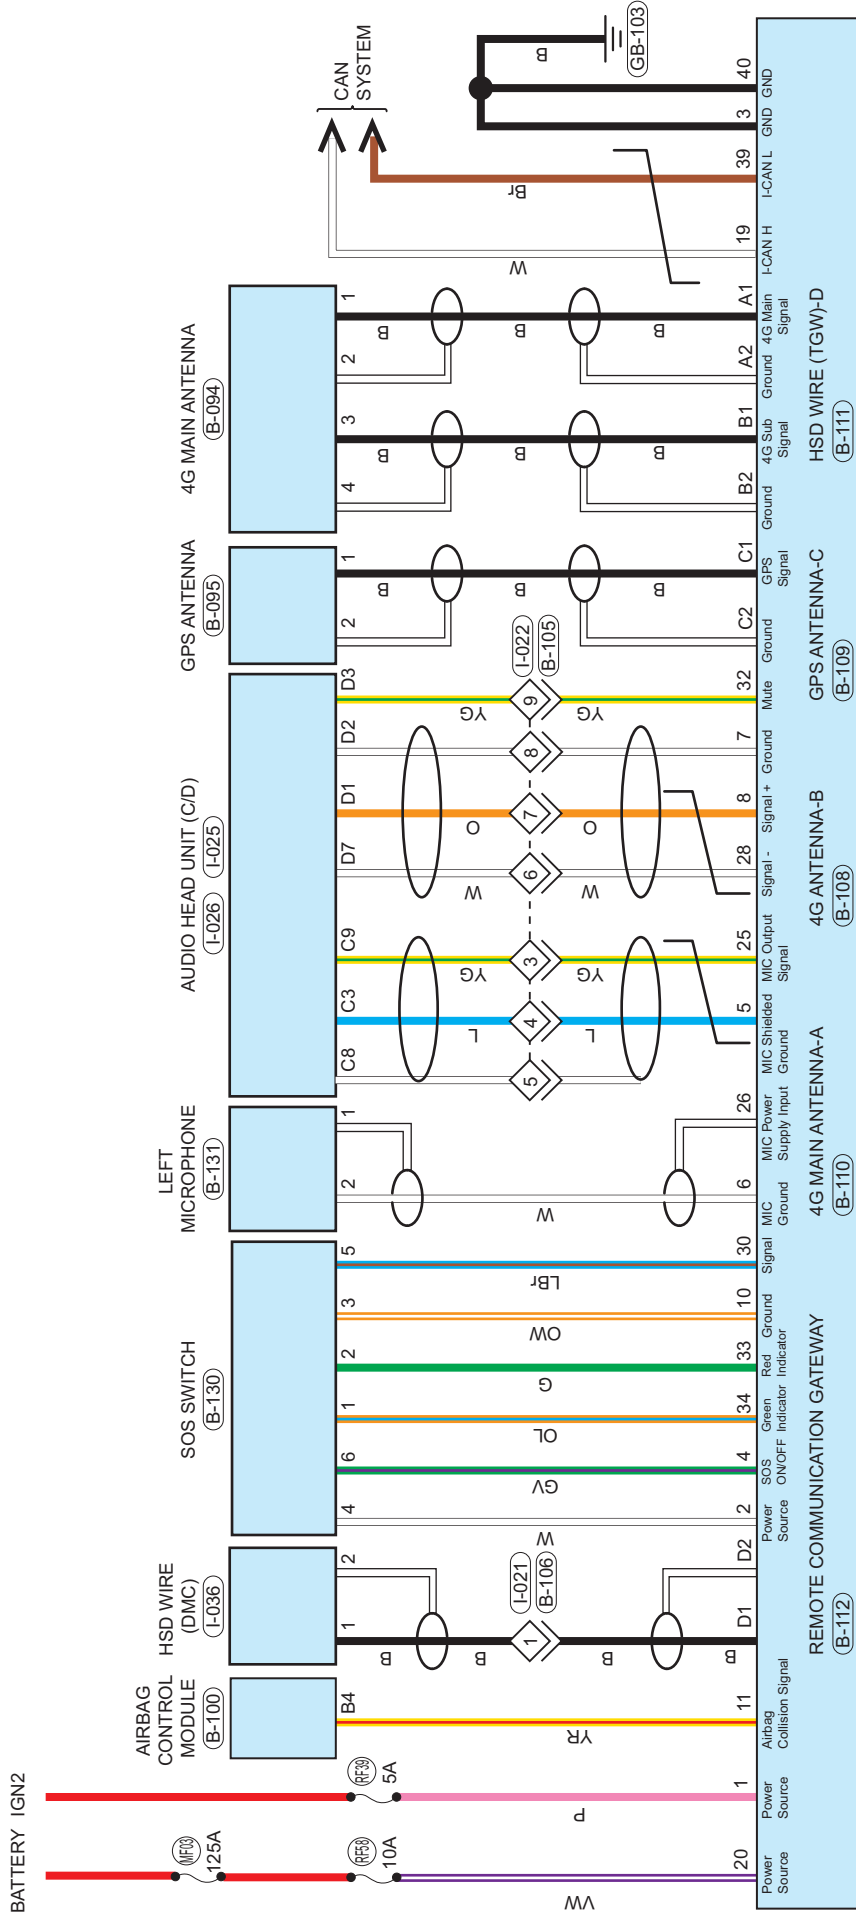 BATTERY IGN2
MF03
125A
RF58
10A
RF39
5A
VW
P
20
Power
Source
1
Power
Source
AIRBAG
CONTROL
MODULE
B-100
B4
YR
11
Airbag
Collision Signal
HSD WIRE
(DMC)
I-036
1
2
B
B
1
I-021
B-106
B
B
D1
D2
SOS SWITCH
B-130
4
6
1
2
3
5
W
GV
OL
G
OW
LBr
2
4
34
33
10
30
Power
Source
SOS
ON/OFF
Green
Indicator
Red
Indicator
Ground
Signal
LEFT
MICROPHONE
B-131
2
1
W
6
26
MIC
Ground
MIC Power
Supply Input
AUDIO HEAD UNIT (C/D)
I-026
I-025
C8
C3
C9
D7
D1
D2
D3
L
YG
W
O
YG
5
4
3
6
7
8
9
I-022
B-105
L
YG
W
O
YG
5
25
28
8
7
32
MIC Shielded
Ground
MIC Output
Signal
Signal -
Signal +
Ground
Mute
GPS ANTENNA
B-095
2
1
B
B
B
C2
C1
Ground
GPS
Signal
4G MAIN ANTENNA
B-094
4
3
2
1
B
B
B
B
B
B
B2
B1
A2
A1
Ground
4G Sub
Signal
Ground
4G Main
Signal
CAN
SYSTEM
W
Br
19
39
I-CAN H
I-CAN L
B
GB-103
3
40
GND
GND
REMOTE COMMUNICATION GATEWAY
B-112
4G MAIN ANTENNA-A
B-110
4G ANTENNA-B
B-108
GPS ANTENNA-C
B-109
HSD WIRE (TGW)-D
B-111